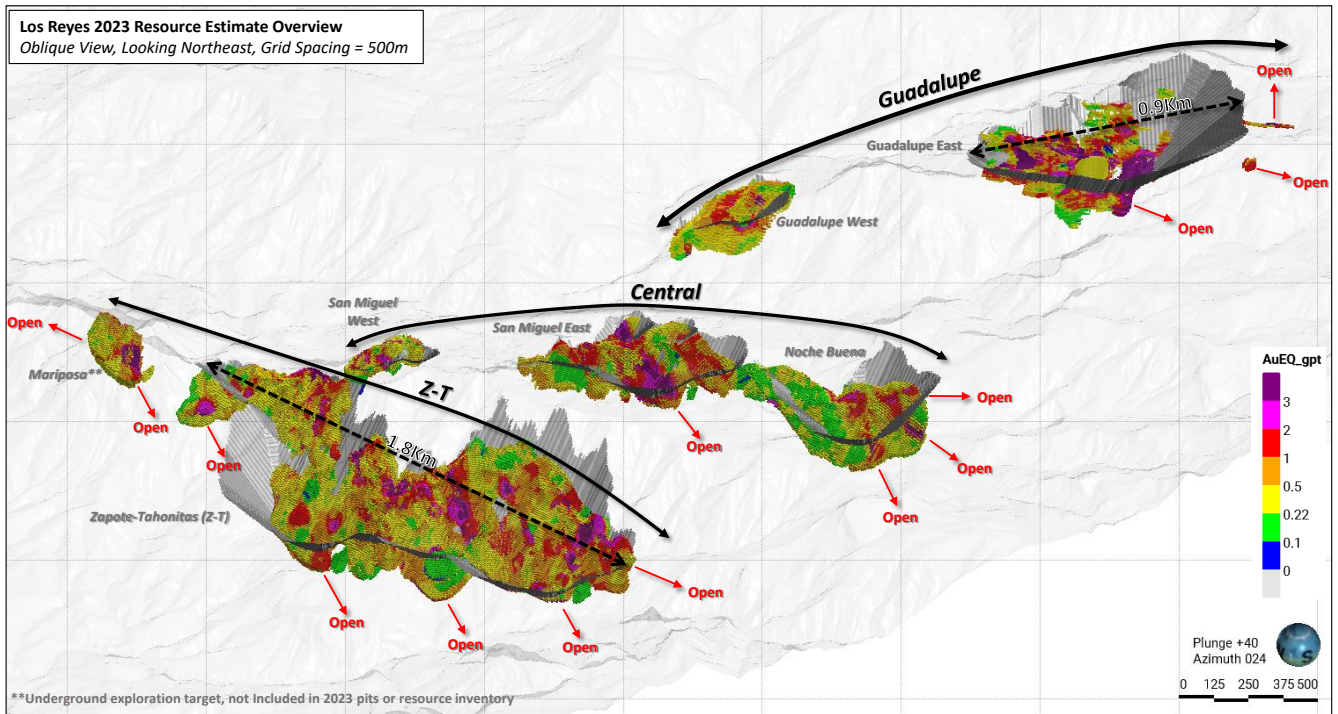 Los Reyes 2023 Resource Estimate Overview
Oblique View, Looking Northeast, Grid Spacing = 500m
Guadalupe
Open
0.9Km
Guadalupe East
Open
Open
Guadalupe West
Central
San Miguel
West
San Miguel East
Noche Buena
Open
Mariposa**
Z-T
Open
Open
Open
Open
Open
Open
1.8Km
Zapote-Tahonitas (Z-T)
Open
Open
Open
Open
AuEQ_gpt
3
2
1
0.5
0.22
0.1
0
Plunge +40
Azimuth 024
S
0 125 250 375 500
**Underground exploration target, not Included in 2023 pits or resource inventory